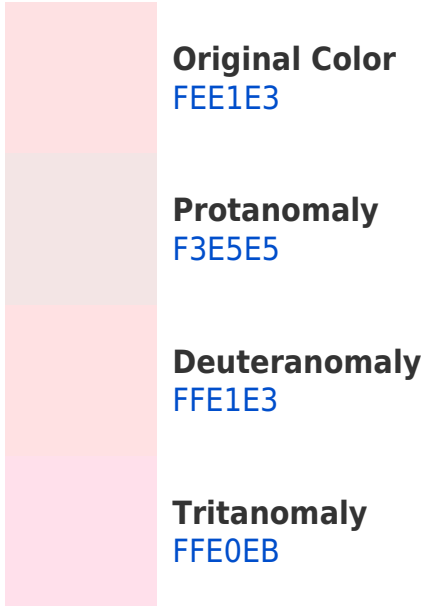 Original Color
FEE1E3
Protanomaly
F3E5E5
Deuteranomaly
FFE1E3
Tritanomaly
FFE0EB